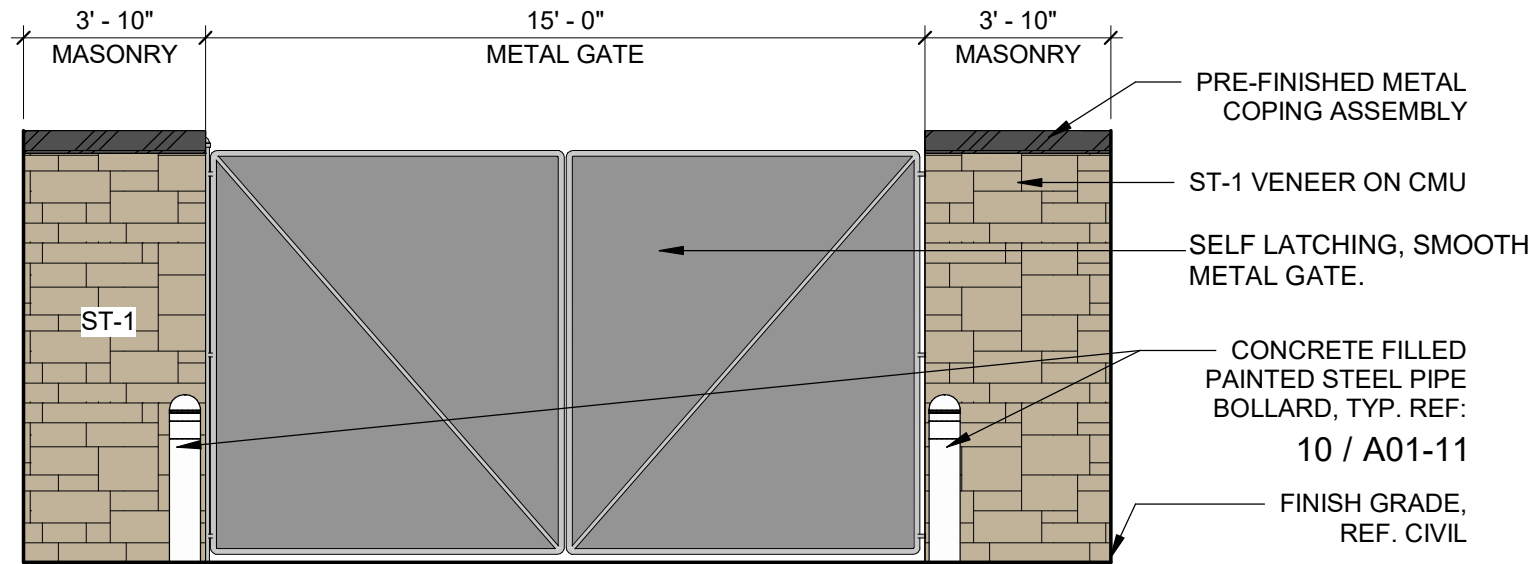 3' - 10"
15' - 0"
3' - 10"
MASONRY
METAL GATE
MASONRY
PRE-FINISHED METAL
COPING ASSEMBLY
ST-1 VENEER ON CMU
SELF LATCHING, SMOOTH
METAL GATE.
ST-1
CONCRETE FILLED
PAINTED STEEL PIPE
BOLLARD, TYP. REF:
10 / A01-11
FINISH GRADE,
REF. CIVIL